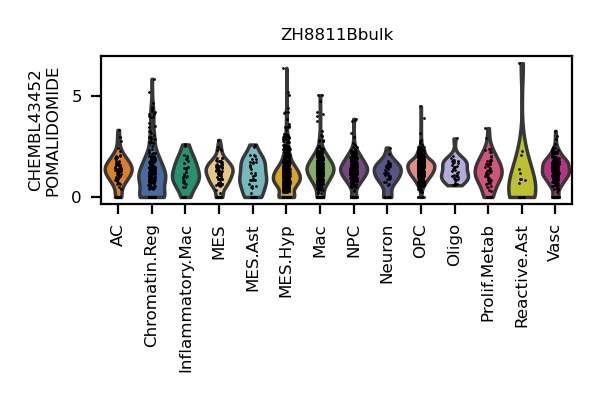 ZH8811Bbulk
CHEMBL43452
POMALIDOMIDE
5
0
AC
Chromatin.Reg
Inflammatory.Mac
MES
MES.Ast
MES.Hyp
Mac
NPC
Neuron
OPC
Oligo
Prolif.Metab
Reactive.Ast
Vasc